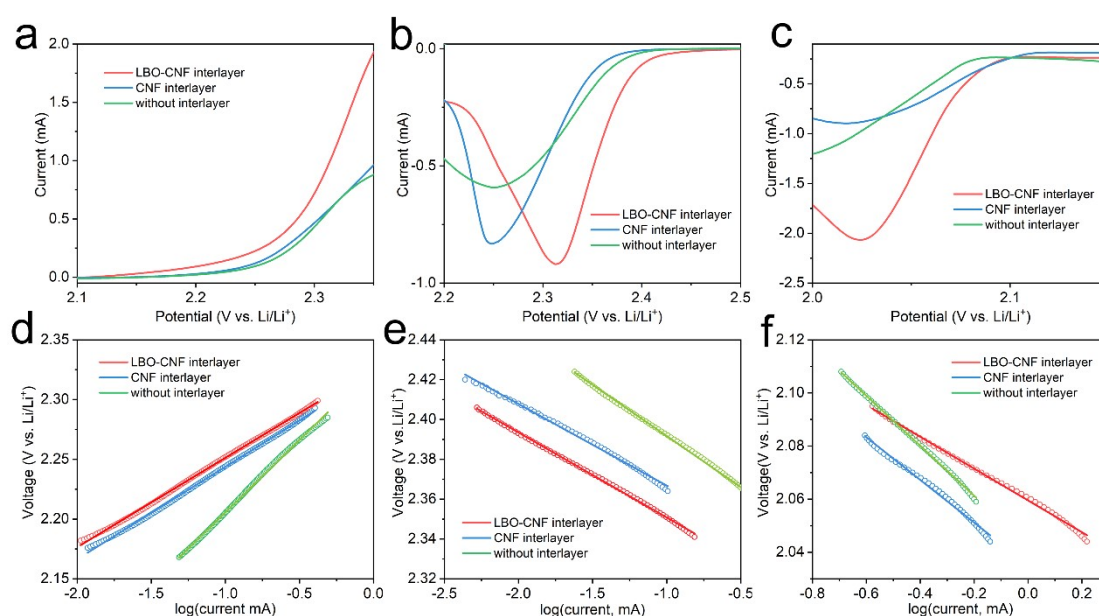 a
2.0
1.5
1.0
0.5
0.0
Current (mA)
LBO-CNF interlayer
CNF interlayer
without interlayer
2.1
2.2
2.3
Potential (V vs. Li/Li⁺)
b
0.0
-0.5
-1.0
Current (mA)
LBO-CNF interlayer
CNF interlayer
without interlayer
2.2
2.3
2.4
2.5
Potential (V vs. Li/Li⁺)
c
-0.5
-1.0
-1.5
-2.0
-2.5
Current (mA)
LBO-CNF interlayer
CNF interlayer
without interlayer
2.0
2.1
Potential (V vs. Li/Li⁺)
d
2.35
2.30
2.25
2.20
2.15
Voltage (V vs. Li/Li⁺)
LBO-CNF interlayer
CNF interlayer
without interlayer
-2.0
-1.5
-1.0
-0.5
0.0
log(current mA)
e
2.44
2.42
2.40
2.38
2.36
2.34
2.32
Voltage (V vs.Li/Li⁺)
LBO-CNF interlayer
CNF interlayer
without interlayer
-2.5
-2.0
-1.5
-1.0
-0.5
log(current, mA)
f
2.12
2.10
2.08
2.06
2.04
Voltage(V vs. Li/Li⁺)
LBO-CNF interlayer
CNF interlayer
without interlayer
-0.8
-0.6
-0.4
-0.2
0.0
0.2
log(current, mA)